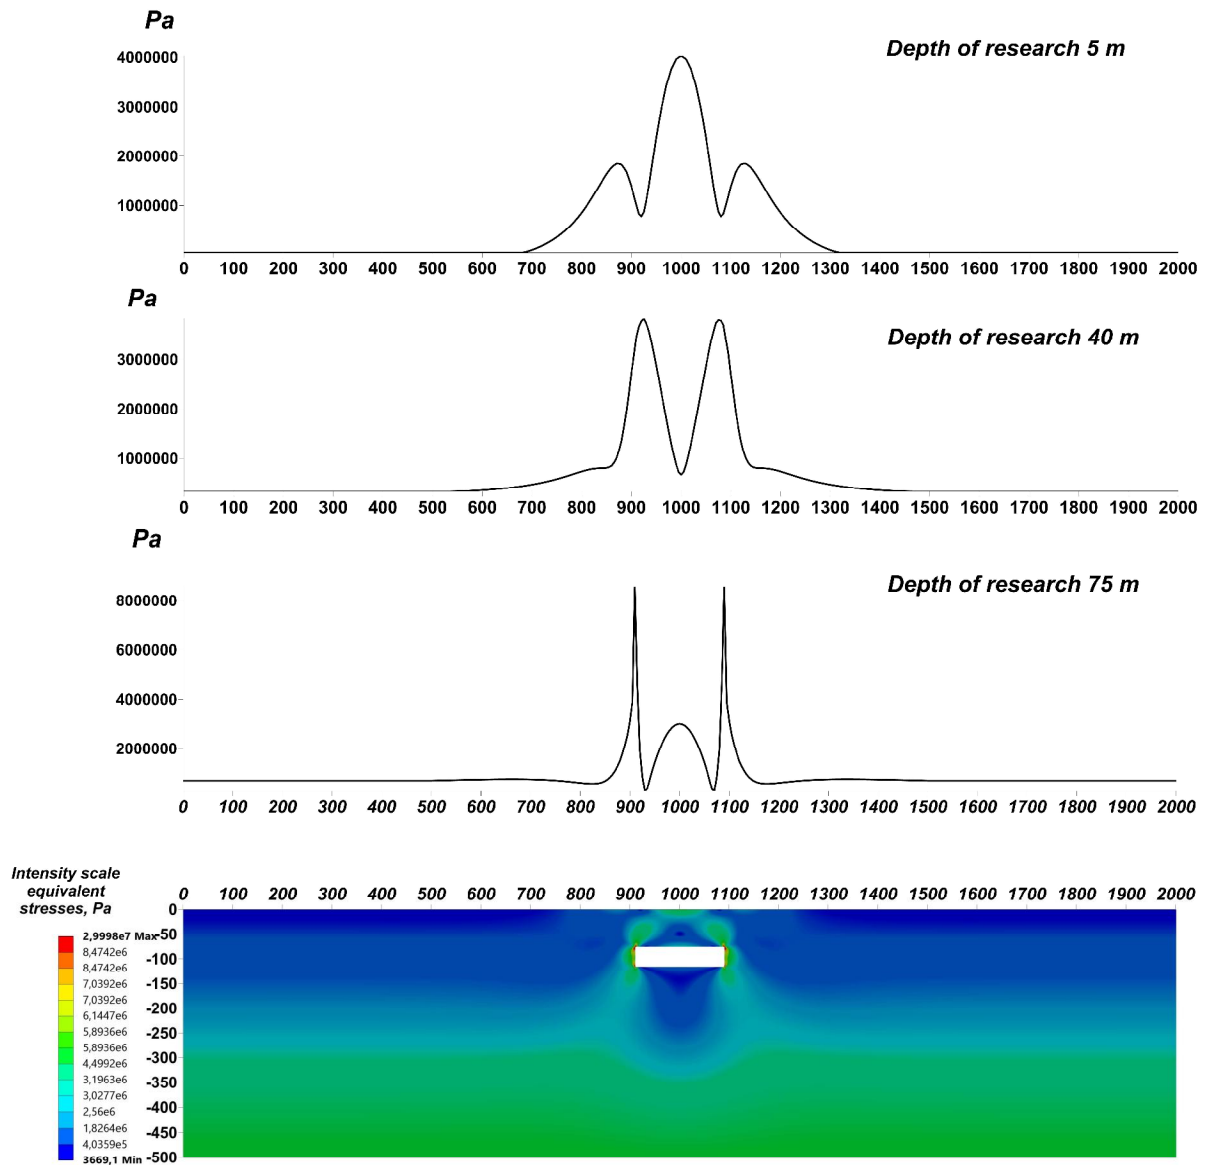 Pa
Depth of research 5 m
4000000
3000000
2000000
1000000
0 100 200 300 400 500 600 700 800 900 1000 1100 1200 1300 1400 1500 1600 1700 1800 1900 2000
Pa
Depth of research 40 m
3000000
2000000
1000000
0 100 200 300 400 500 600 700 800 900 1000 1100 1200 1300 1400 1500 1600 1700 1800 1900 2000
Pa
Depth of research 75 m
8000000
6000000
4000000
2000000
0 100 200 300 400 500 600 700 800 900 1000 1100 1200 1300 1400 1500 1600 1700 1800 1900 2000
Intensity scale
equivalent
stresses, Pa
0 100 200 300 400 500 600 700 800 900 1000 1100 1200 1300 1400 1500 1600 1700 1800 1900 2000
2,9998e7 Max
8,4742e6
8,4742e6
7,0392e6
7,0392e6
6,1447e6
5,8936e6
5,8936e6
4,4992e6
3,1963e6
3,0277e6
2,56e6
1,8264e6
4,0359e5
3669,1 Min
0
-50
-100
-150
-200
-250
-300
-350
-400
-450
-500